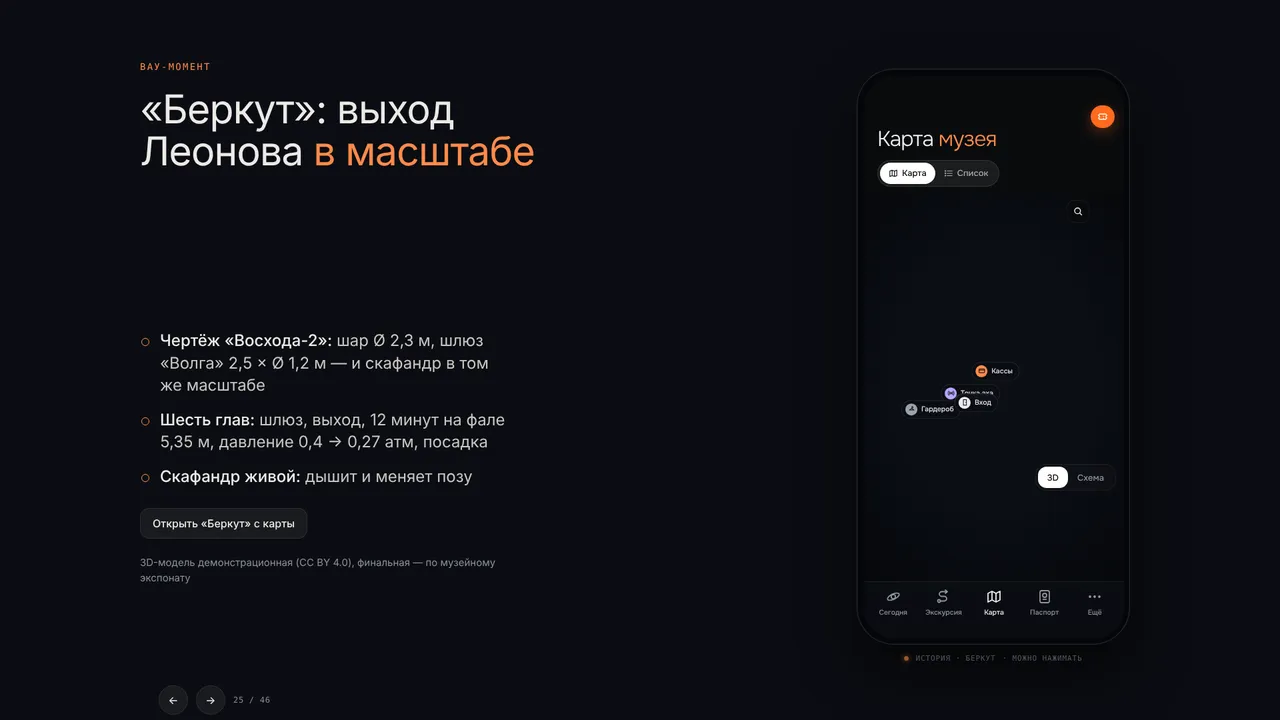 ВАУ-МОМЕНТ
«Беркут»: выход
Леонова в масштабе
Чертёж «Восхода-2»: шар Ø 2,3 м, шлюз
«Волга» 2,5 × Ø 1,2 м — и скафандр в том
же масштабе
Шесть глав: шлюз, выход, 12 минут на фале
5,35 м, давление 0,4 → 0,27 атм, посадка
Скафандр живой: дышит и меняет позу
Открыть «Беркут» с карты
3D-модель демонстрационная (CC BY 4.0), финальная — по музейному
экспонату
← → 25 / 46
Карта музея
Карта Список
Кассы
Вход
Гардероб
3D Схема
Сегодня Экскурсия Карта Паспорт Ещё
ИСТОРИЯ · БЕРКУТ · МОЖНО НАЖИМАТЬ